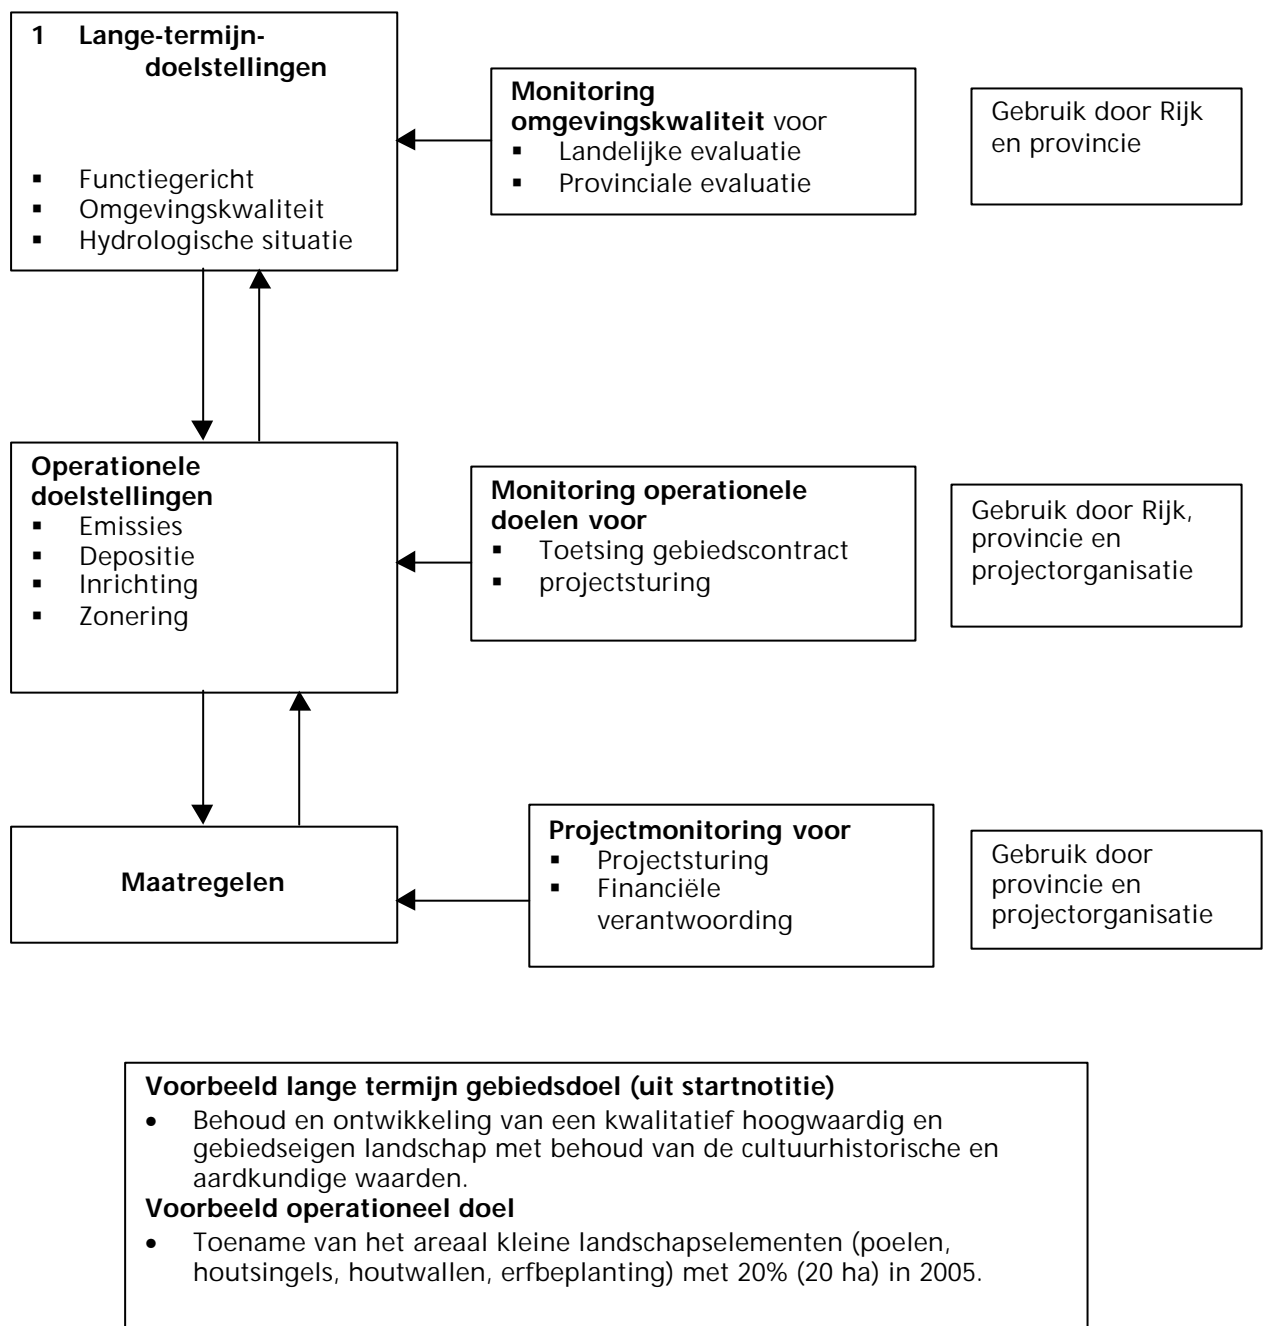 1 Lange-termijn-
doelstellingen
▪ Functiegericht
▪ Omgevingskwaliteit
▪ Hydrologische situatie
Monitoring
omgevingskwaliteit voor
▪ Landelijke evaluatie
▪ Provinciale evaluatie
Gebruik door Rijk
en provincie
Operationele
doelstellingen
▪ Emissies
▪ Depositie
▪ Inrichting
▪ Zonering
Monitoring operationele
doelen voor
▪ Toetsing gebiedscontract
▪ projectsturing
Gebruik door Rijk,
provincie en
projectorganisatie
Maatregelen
Projectmonitoring voor
▪ Projectsturing
▪ Financiële
verantwoording
Gebruik door
provincie en
projectorganisatie
Voorbeeld lange termijn gebiedsdoel (uit startnotitie)
• Behoud en ontwikkeling van een kwalitatief hoogwaardig en
gebiedseigen landschap met behoud van de cultuurhistorische en
aardkundige waarden.
Voorbeeld operationeel doel
• Toename van het areaal kleine landschapselementen (poelen,
houtsingels, houtwallen, erfbeplanting) met 20% (20 ha) in 2005.